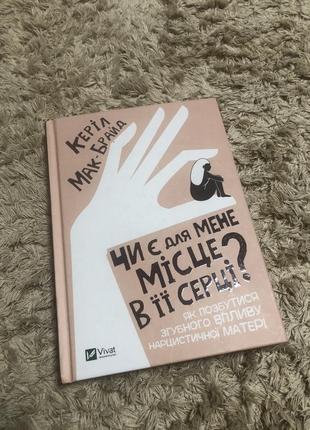 КЕРІЛ
МАК-БРАЙД
ЧИ Є ДЛЯ МЕНЕ
МІСЦЕ
В ЇЇ СЕРЦІ?
ЯК ПОЗБУТИСЯ
ЗГУБНОГО ВПЛИВУ
НАРЦИСТИЧНОЇ МАТЕРІ
Vivat